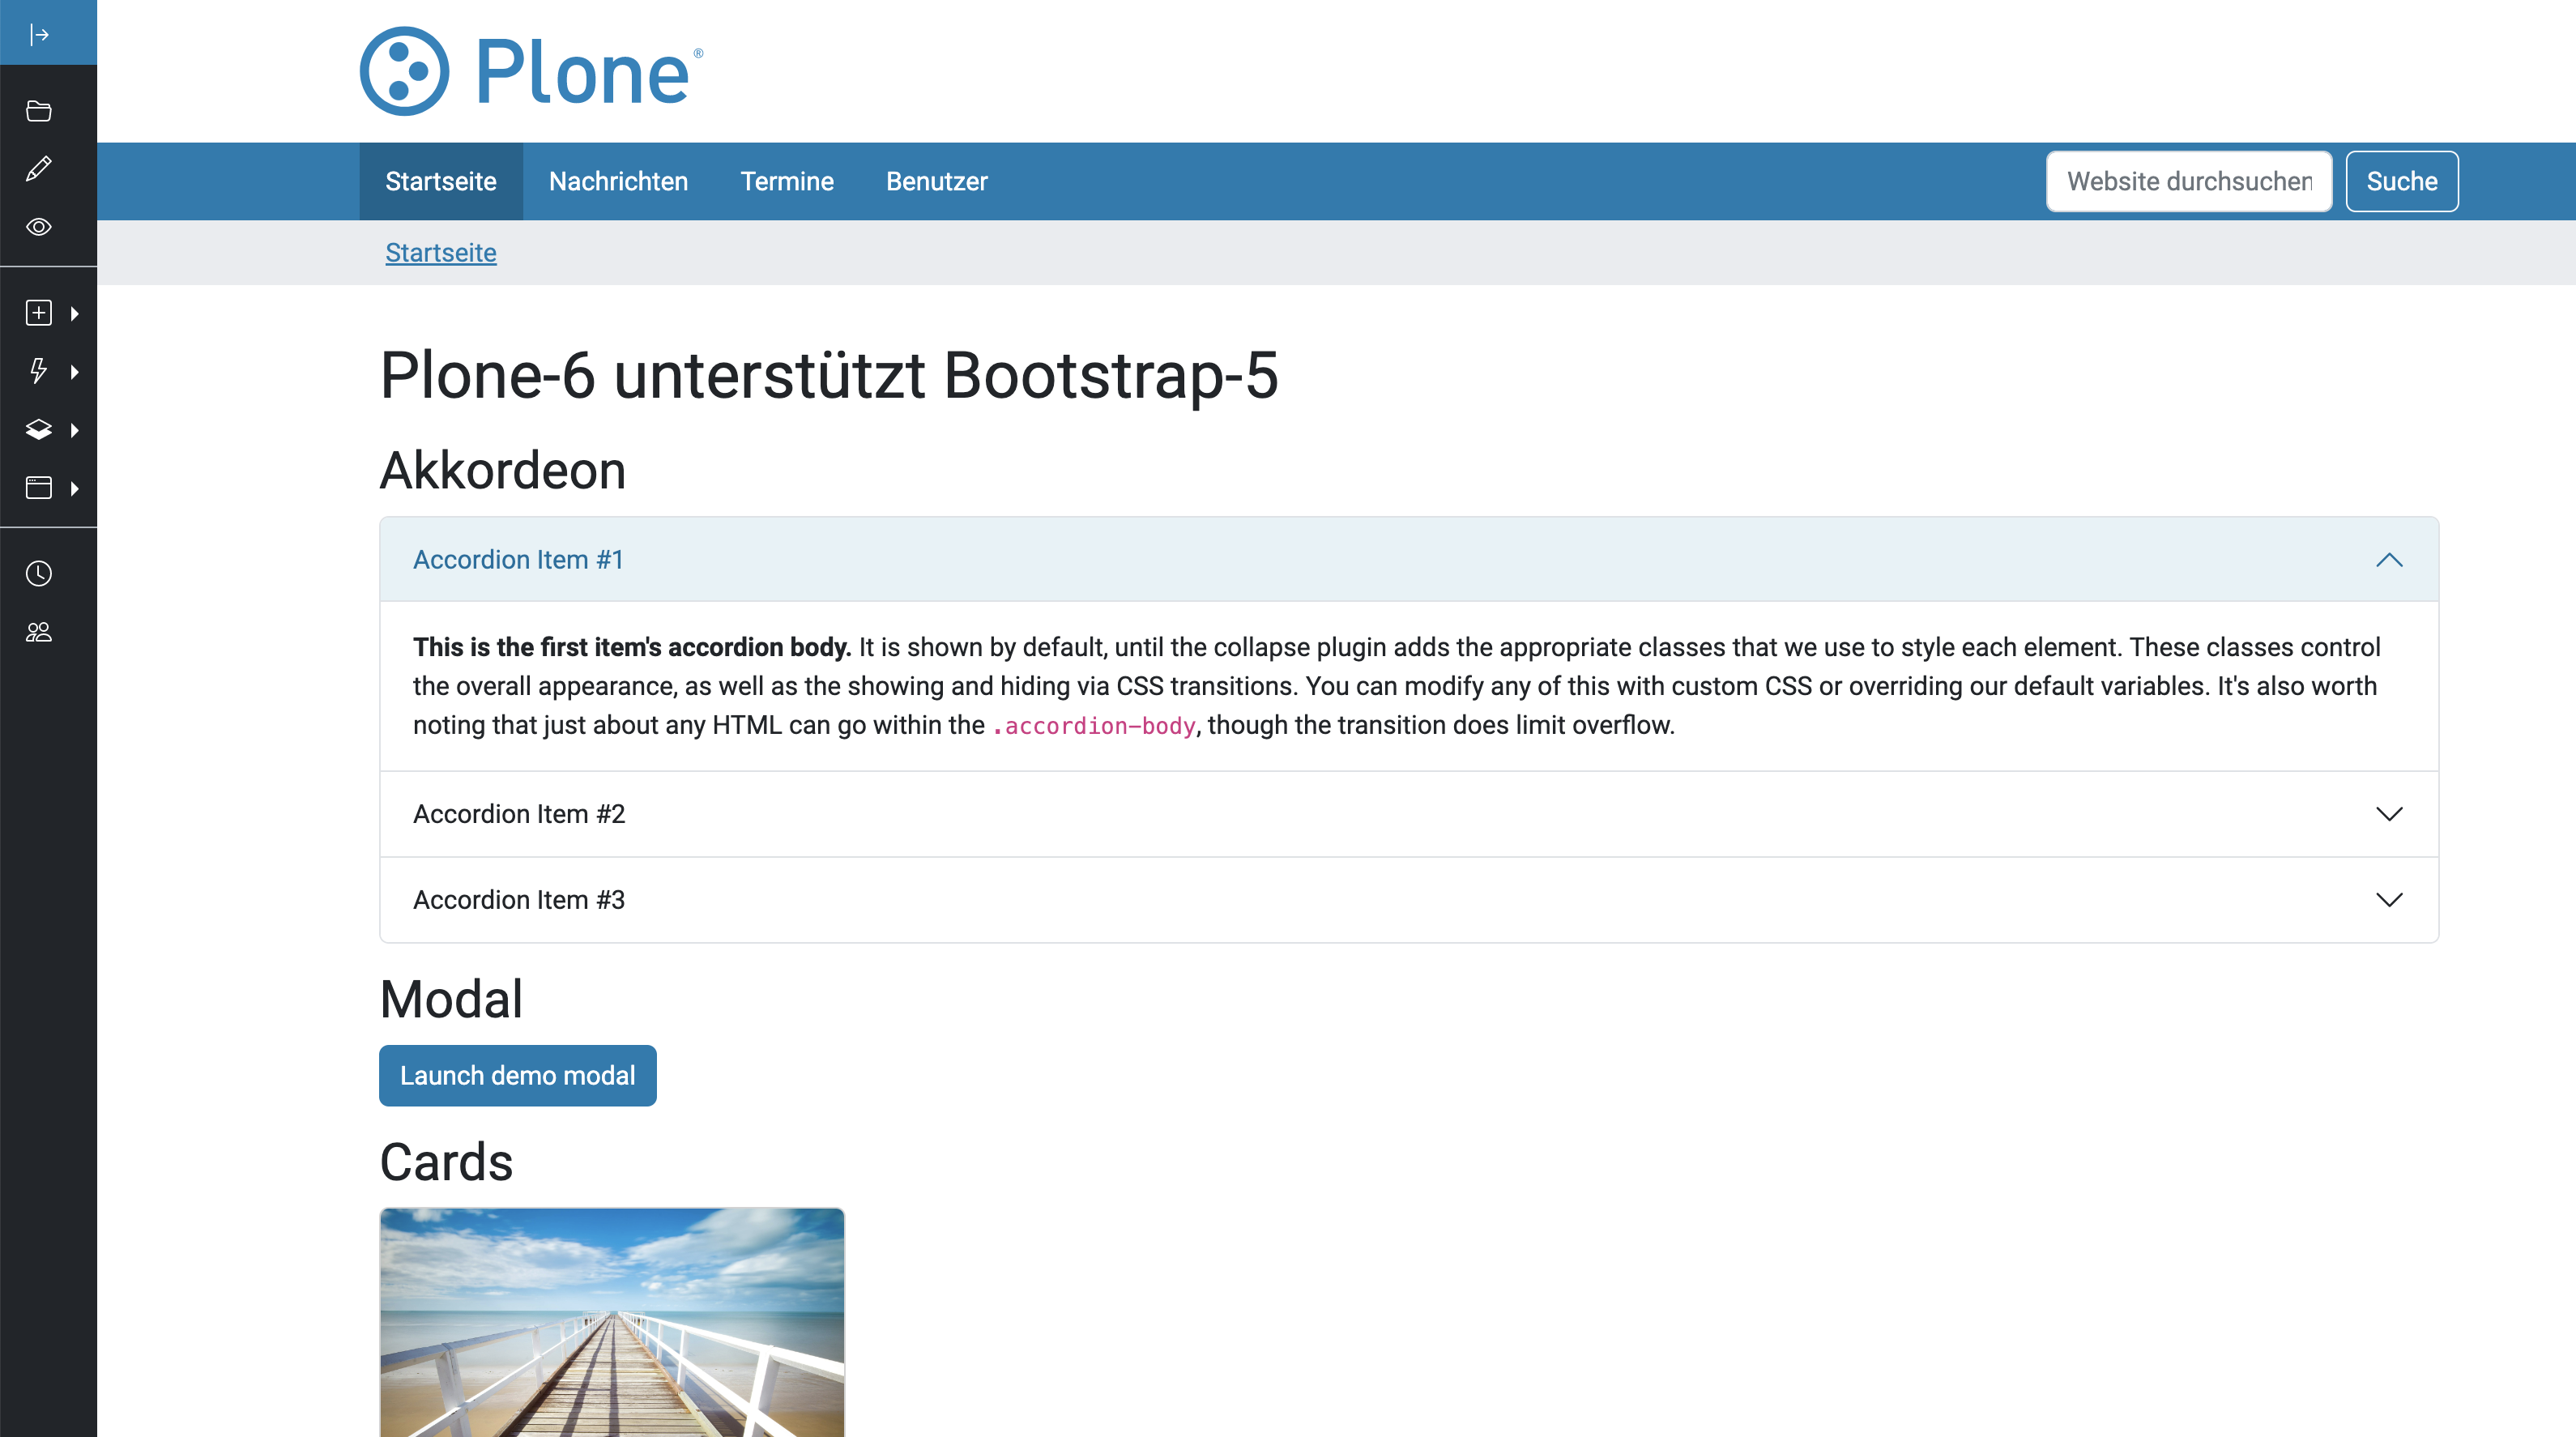 Plone®
Startseite
Nachrichten
Termine
Benutzer
Website durchsuchen
Suche
Startseite
Plone-6 unterstützt Bootstrap-5
Akkordeon
Accordion Item #1
This is the first item's accordion body. It is shown by default, until the collapse plugin adds the appropriate classes that we use to style each element. These classes control
the overall appearance, as well as the showing and hiding via CSS transitions. You can modify any of this with custom CSS or overriding our default variables. It's also worth
noting that just about any HTML can go within the .accordion-body, though the transition does limit overflow.
Accordion Item #2
Accordion Item #3
Modal
Launch demo modal
Cards